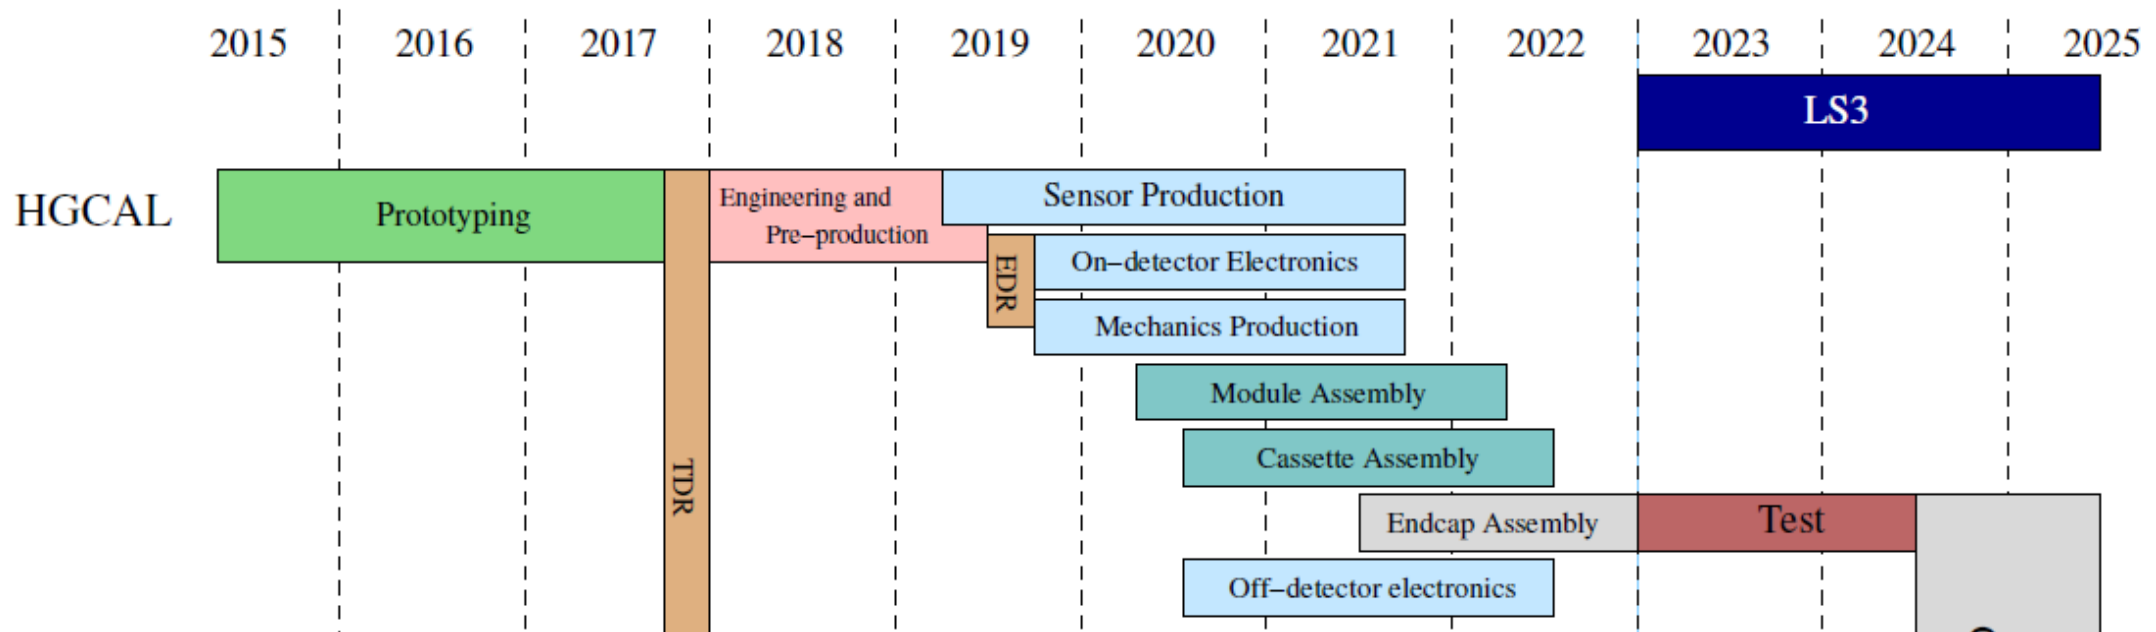 2015 2016 2017 2018 2019 2020 2021 2022 2023 2024 2025
LS3
HGCAL
Prototyping
Engineering and
Pre−production
Sensor Production
EDR
On−detector Electronics
Mechanics Production
Module Assembly
TDR
Cassette Assembly
Endcap Assembly
Test
Off−detector electronics